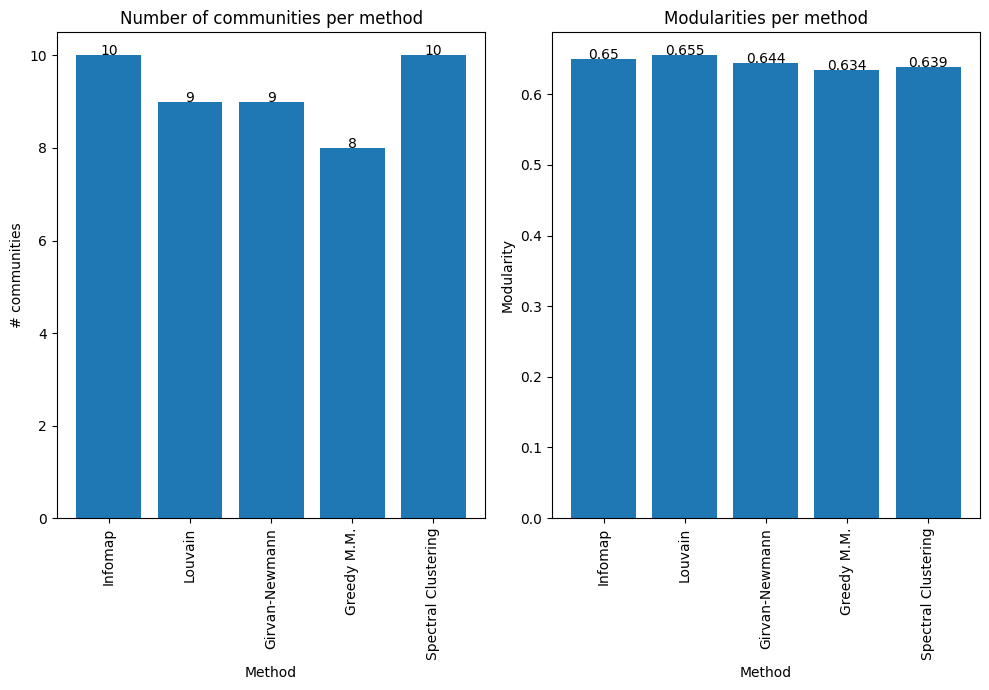 Number of communities per method
# communities
10
8
6
4
2
0
10
9
9
8
10
Infomap
Louvain
Girvan-Newmann
Greedy M.M.
Spectral Clustering
Method
Modularities per method
Modularity
0.6
0.5
0.4
0.3
0.2
0.1
0.0
0.65
0.655
0.644
0.634
0.639
Infomap
Louvain
Girvan-Newmann
Greedy M.M.
Spectral Clustering
Method